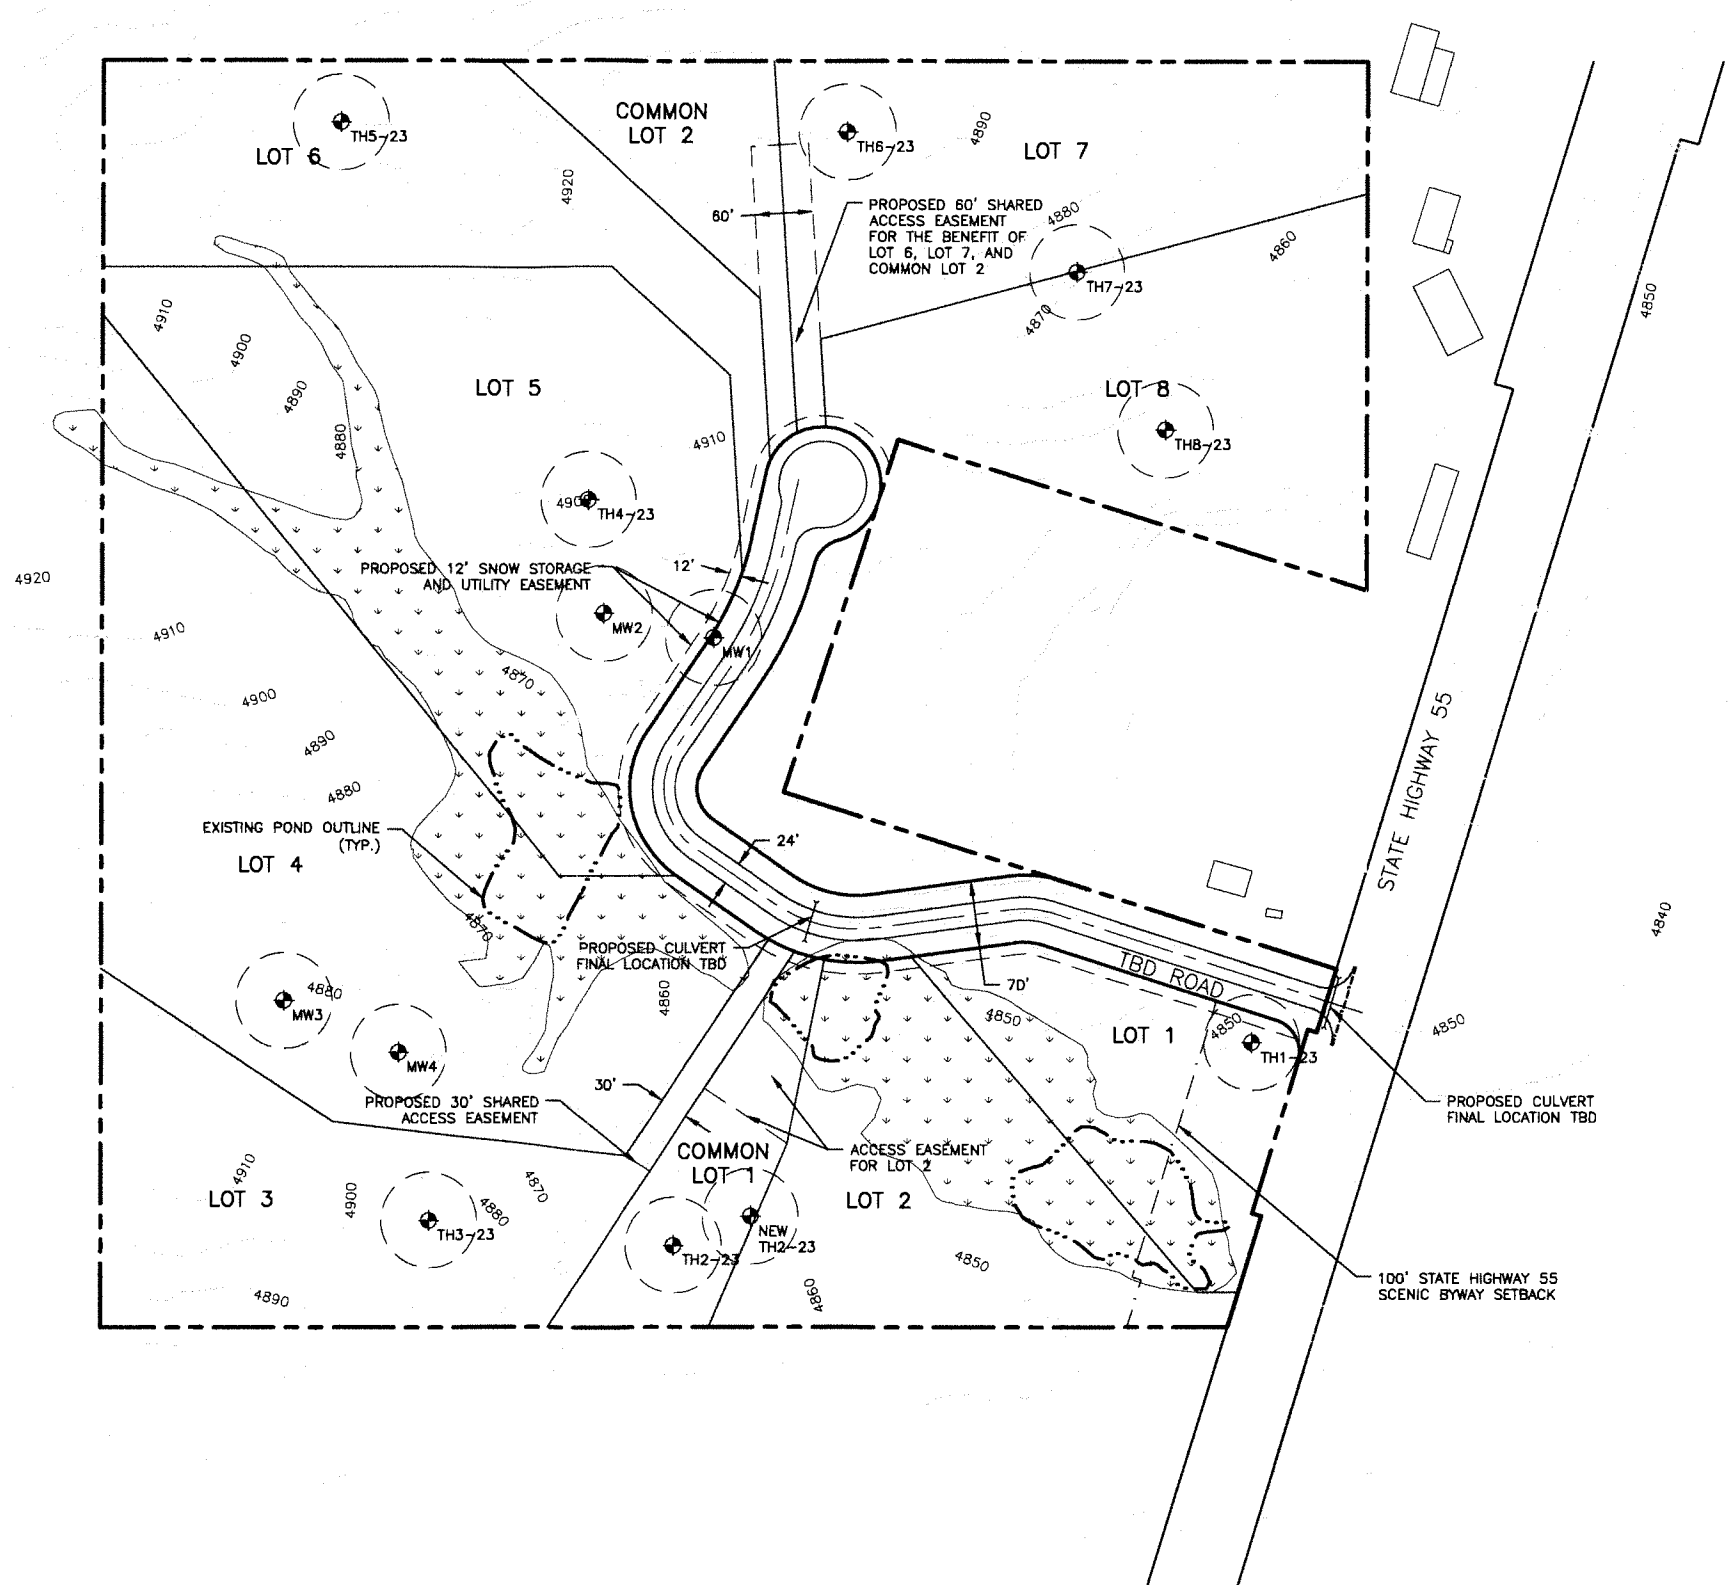 COMMON
LOT 2
TH5-23
LOT 6
TH6-23
4890
LOT 7
4920
60'
PROPOSED 60' SHARED
ACCESS EASEMENT
FOR THE BENEFIT OF
LOT 6, LOT 7, AND
COMMON LOT 2
4880
4860
TH7-23
4870
4850
4910
4900
4890
4880
LOT 5
4910
LOT 8
TH8-23
4900
TH4-23
PROPOSED 12' SNOW STORAGE
AND UTILITY EASEMENT
12'
4920
MW2
MW1
4910
4870
4900
4890
4880
STATE HIGHWAY 55
EXISTING POND OUTLINE
(TYP.)
LOT 4
24'
4870
PROPOSED CULVERT
FINAL LOCATION TBD
4840
TBD ROAD
70'
4880
MW3
4860
4850
LOT 1
4850
TH1-23
4850
MW4
30'
PROPOSED 30' SHARED
ACCESS EASEMENT
PROPOSED CULVERT
FINAL LOCATION TBD
COMMON
LOT 1
ACCESS EASEMENT
FOR LOT 2
4910
LOT 3
4900
4870
4880
TH3-23
LOT 2
NEW
TH2-23
TH2-23
4850
4860
4890
100' STATE HIGHWAY 55
SCENIC BYWAY SETBACK